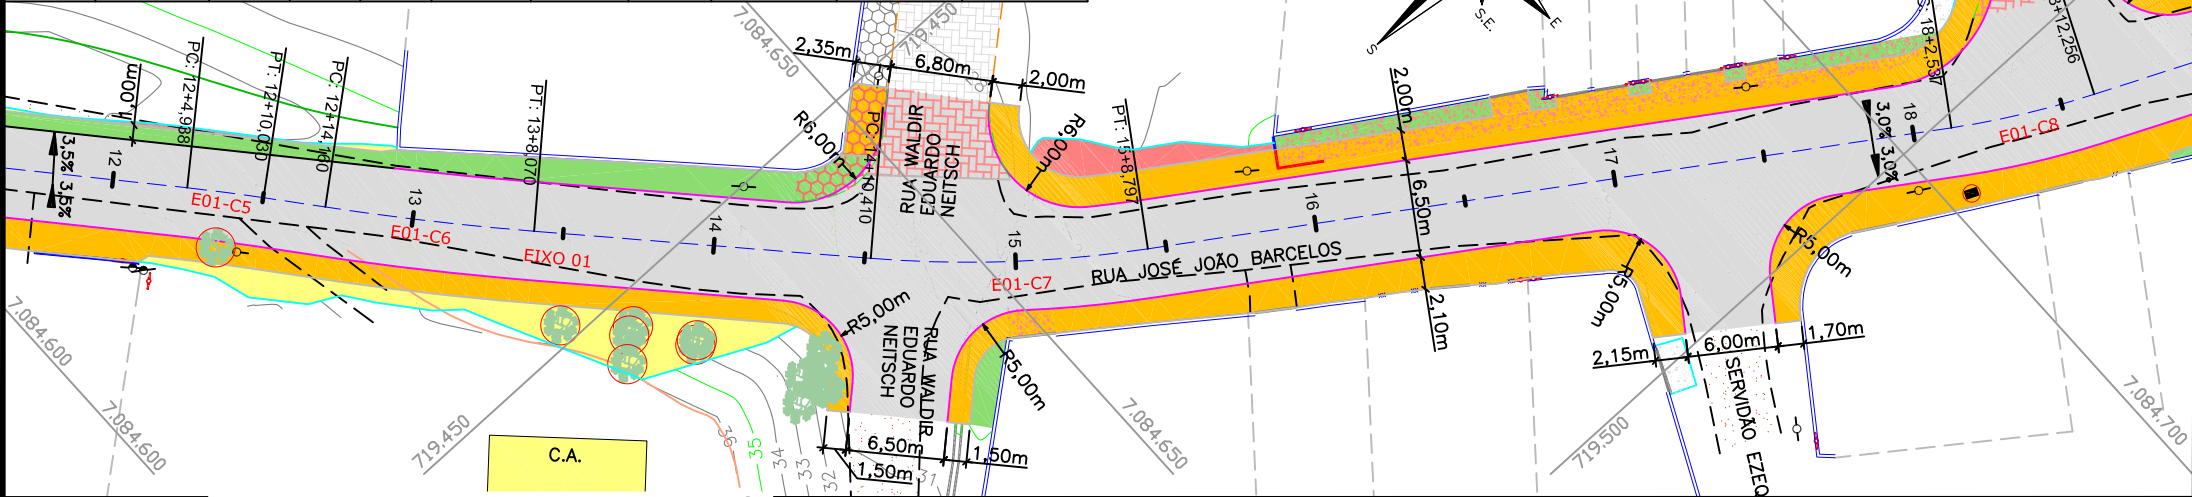 7.084.650
719.450
S
S.E.
E
PC: 18+2,537
3+12,256
2,35m
6,80m
2,00m
1,00m
PC: 12+4,988
PT: 12+10,030
PC: 12+14,160
PT: 13+8,070
R6,00m
PC: 14+10,410
RUA WALDIR
EDUARDO
NEITSCH
R6,00m
PT: 15+8,797
2,00m
6,50m
2,10m
3,5% 3,5%
12
13
14
15
16
17
18
3,0% 3,0%
E01-C5
E01-C6
EIXO 01
E01-C7
E01-C8
RUA JOSÉ JOÃO BARCELOS
R5,00m
R5,00m
R5,00m
R5,00m
RUA WALDIR
EDUARDO
NEITSCH
7.084.600
7.084.600
719.450
C.A.
36
35
34
33
32
31
6,50m
1,50m
1,50m
7.084.650
2,15m
6,00m
1,70m
719.500
SERVIDÃO EZEQ
7.084.700